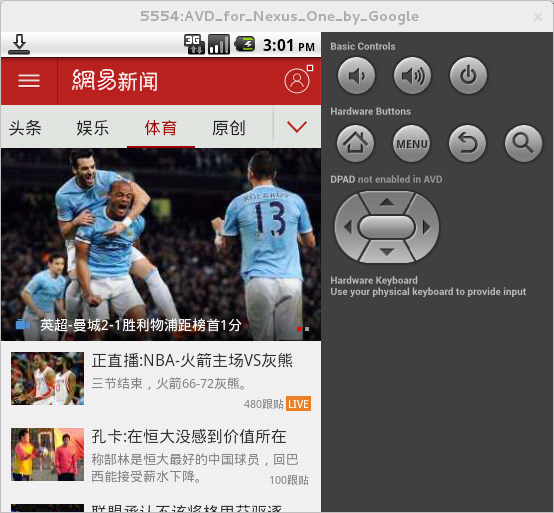 5554:AVD_for_Nexus_One_by_Google
3G
3:01 PM
網易新闻
头条 娱乐 体育 原创
KOLAROV
13
英超-曼城2-1胜利物浦距榜首1分
正直播:NBA-火箭主场VS灰熊
三节结束，火箭66-72灰熊。
480跟贴 LIVE
孔卡:在恒大没感到价值所在
称郜林是恒大最好的中国球员，回巴
西能接受薪水下降。
100跟贴
Basic Controls
Hardware Buttons
MENU
DPAD not enabled in AVD
Hardware Keyboard
Use your physical keyboard to provide input